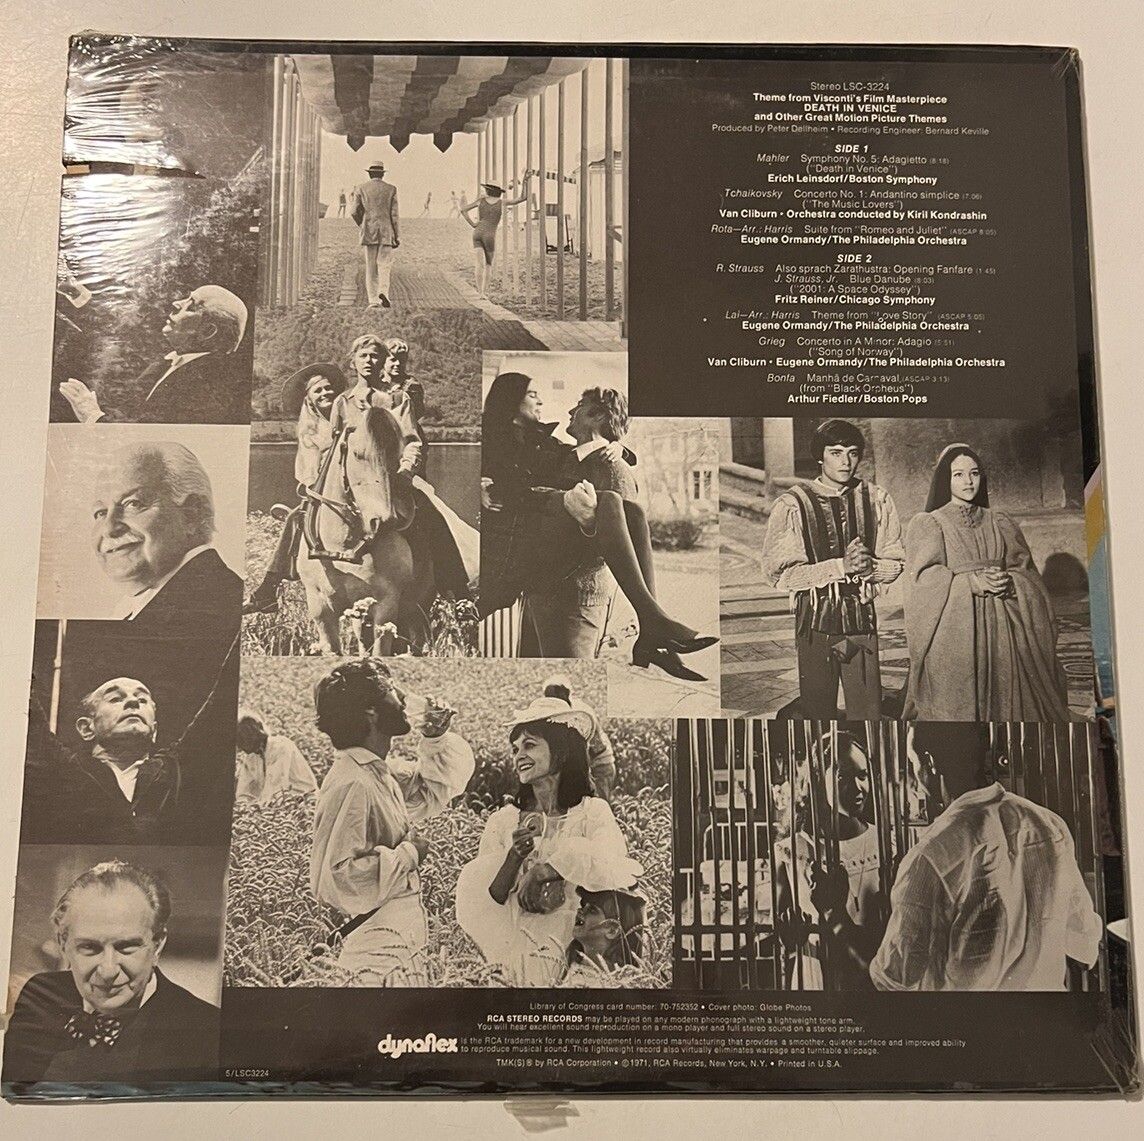 Stereo LSC-3224
Theme from Visconti's Film Masterpiece
DEATH IN VENICE
and Other Great Motion Picture Themes
Produced by Peter Dellheim • Recording Engineer: Bernard Keville
SIDE 1
Mahler Symphony No. 5: Adagietto (8:18)
("Death in Venice")
Erich Leinsdorf/Boston Symphony
Tchaikovsky Concerto No. 1: Andantino simplice (7:06)
("The Music Lovers")
Van Cliburn • Orchestra conducted by Kiril Kondrashin
Rota—Arr.: Harris Suite from "Romeo and Juliet" (ASCAP 8:05)
Eugene Ormandy/The Philadelphia Orchestra
SIDE 2
R. Strauss Also sprach Zarathustra: Opening Fanfare (1:45)
J. Strauss, Jr. Blue Danube (8:03)
("2001: A Space Odyssey")
Fritz Reiner/Chicago Symphony
Lai—Arr.: Harris Theme from "Love Story" (ASCAP 5:05)
Eugene Ormandy/The Philadelphia Orchestra
Grieg Concerto in A Minor: Adagio (5:51)
("Song of Norway")
Van Cliburn • Eugene Ormandy/The Philadelphia Orchestra
Bonfa Manhã de Carnaval (ASCAP 3:13)
(from "Black Orpheus")
Arthur Fiedler/Boston Pops
Library of Congress card number: 70-752352 • Cover photo: Globe Photos
RCA STEREO RECORDS may be played on any modern phonograph with a lightweight tone arm.
You will hear excellent sound reproduction on a mono player and full stereo sound on a stereo player.
dynaflex is the RCA trademark for a new development in record manufacturing that provides a smoother, quieter surface and improved ability
to reproduce musical sound. This lightweight record also virtually eliminates warpage and turntable slippage.
TMK(S) ® by RCA Corporation • © 1971, RCA Records, New York, N.Y. • Printed in U.S.A.
5/LSC3224